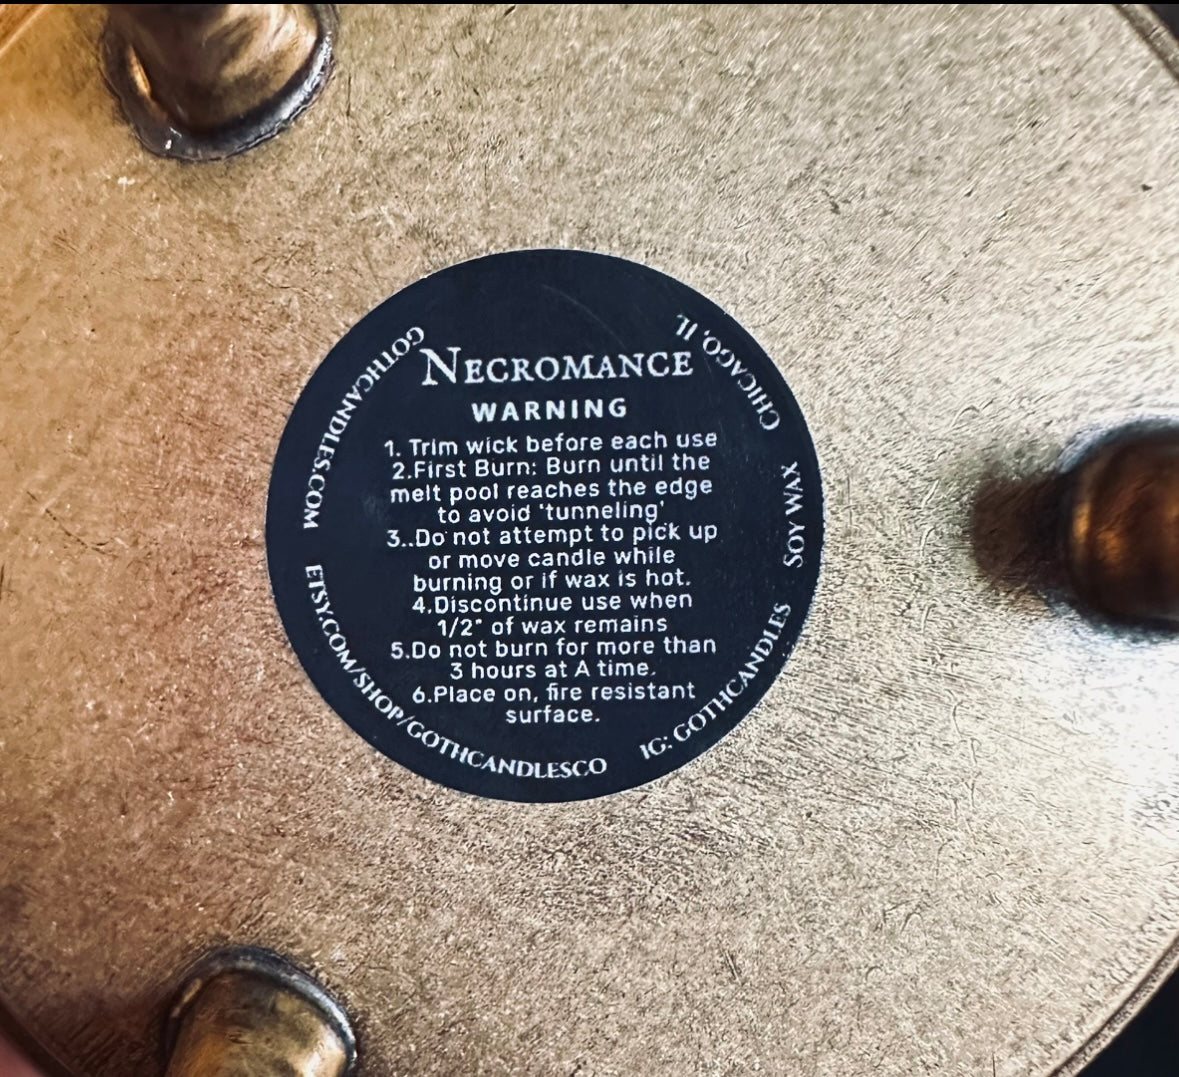 NECROMANCE
WARNING
1. Trim wick before each use
2.First Burn: Burn until the
melt pool reaches the edge
to avoid 'tunneling'
3..Do not attempt to pick up
or move candle while
burning or if wax is hot.
4.Discontinue use when
1/2" of wax remains
5.Do not burn for more than
3 hours at A time.
6.Place on, fire resistant
surface.
GOTHCANDLES.COM
ETSY.COM/SHOP/GOTHCANDLESCO
IG: GOTHCANDLES
SOY WAX
CHICAGO, IL